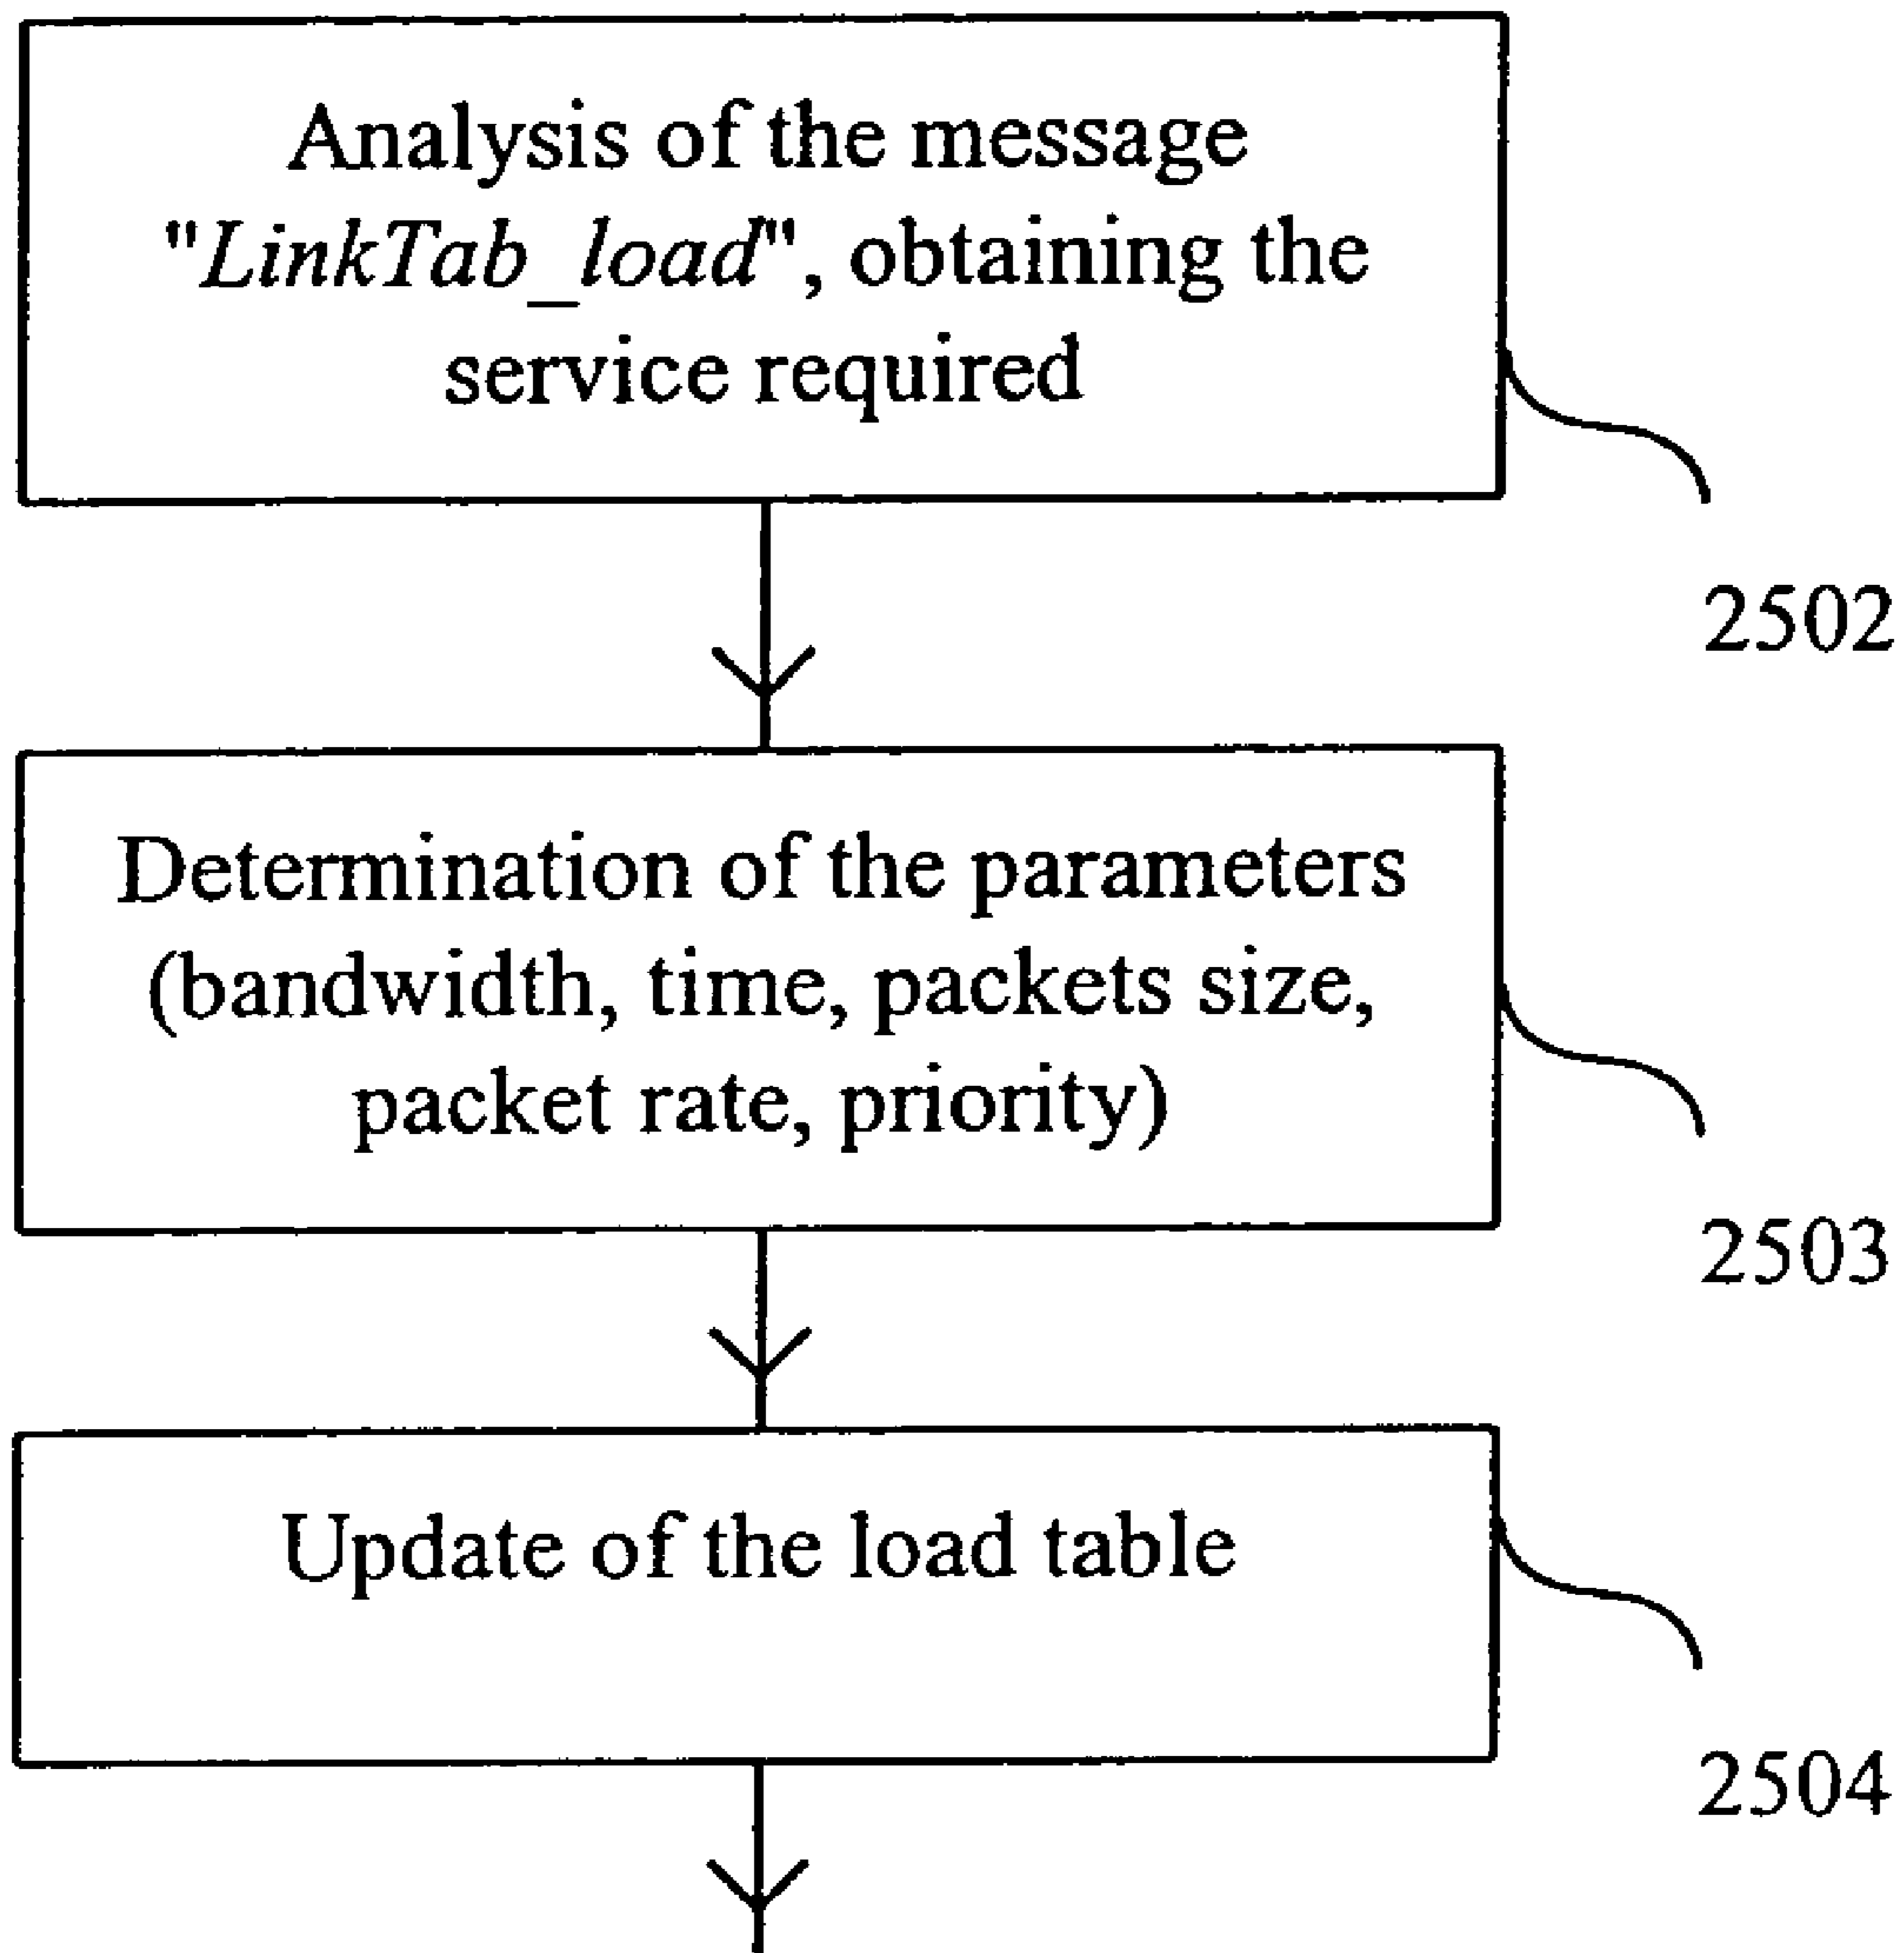 Analysis of the message
"LinkTab_load", obtaining the
service required
2502
Determination of the parameters
(bandwidth, time, packets size,
packet rate, priority)
2503
Update of the load table
2504